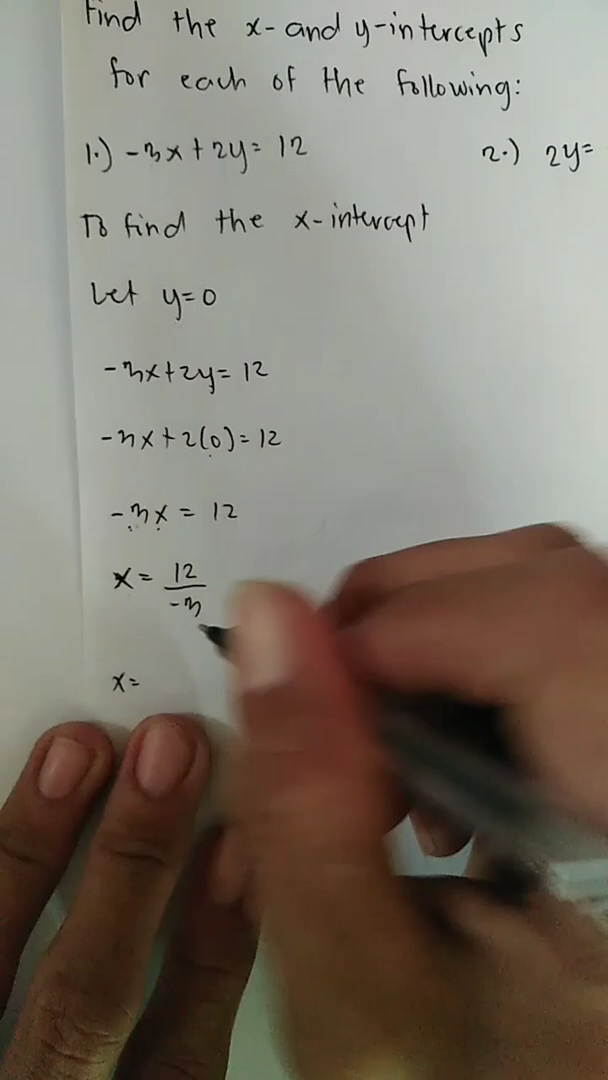 Find the x- and y-intercepts
for each of the following:
1.) -3x+2y= 12
2.) 2y=
To find the x-intercept
Let y=0
-3x+2y= 12
-3x+2(0)=12
-3x = 12
x= 12/-3
x=